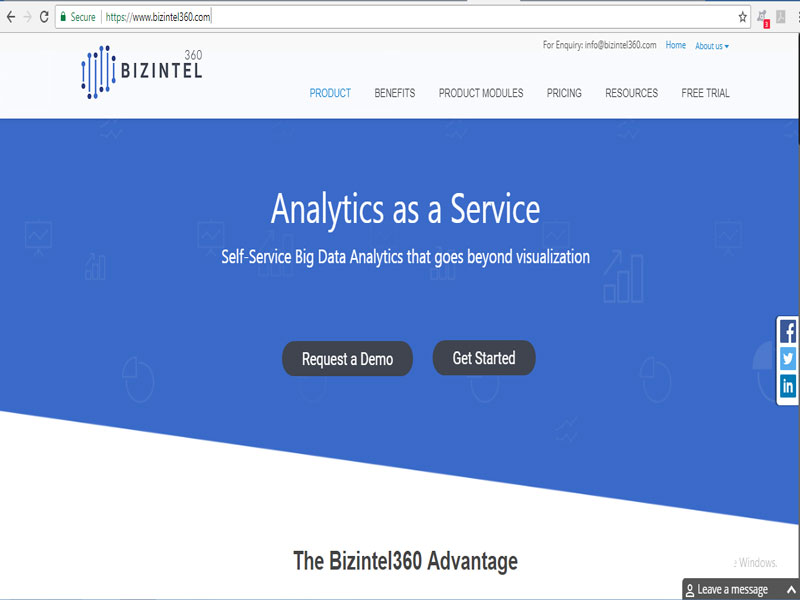 Secure https://www.bizintel360.com
For Enquiry: info@bizintel360.com Home About us
360
BIZINTEL
PRODUCT BENEFITS PRODUCT MODULES PRICING RESOURCES FREE TRIAL
Analytics as a Service
Self-Service Big Data Analytics that goes beyond visualization
Request a Demo Get Started
f
in
The Bizintel360 Advantage
Windows.
Leave a message